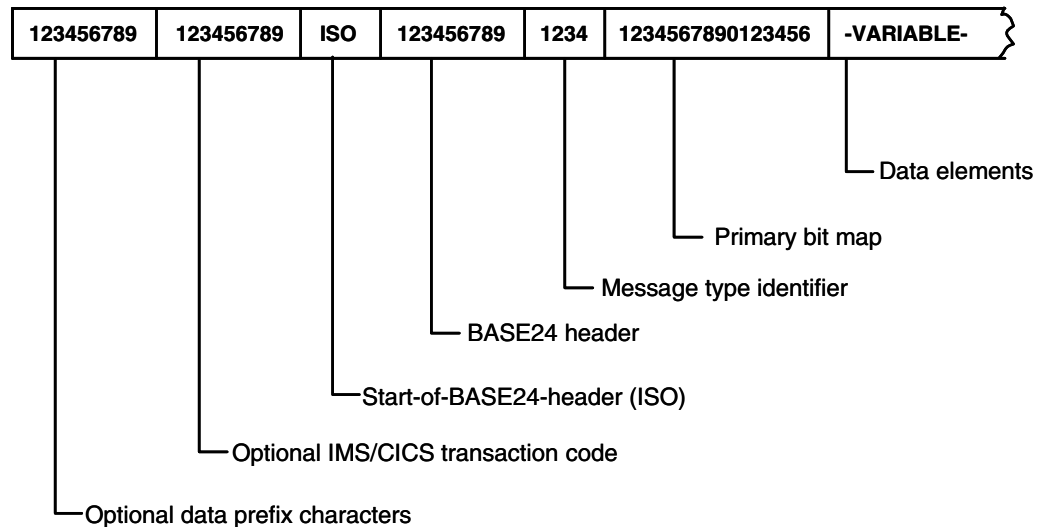 123456789 123456789 ISO 123456789 1234 1234567890123456 -VARIABLE-
Data elements
Primary bit map
Message type identifier
BASE24 header
Start-of-BASE24-header (ISO)
Optional IMS/CICS transaction code
Optional data prefix characters